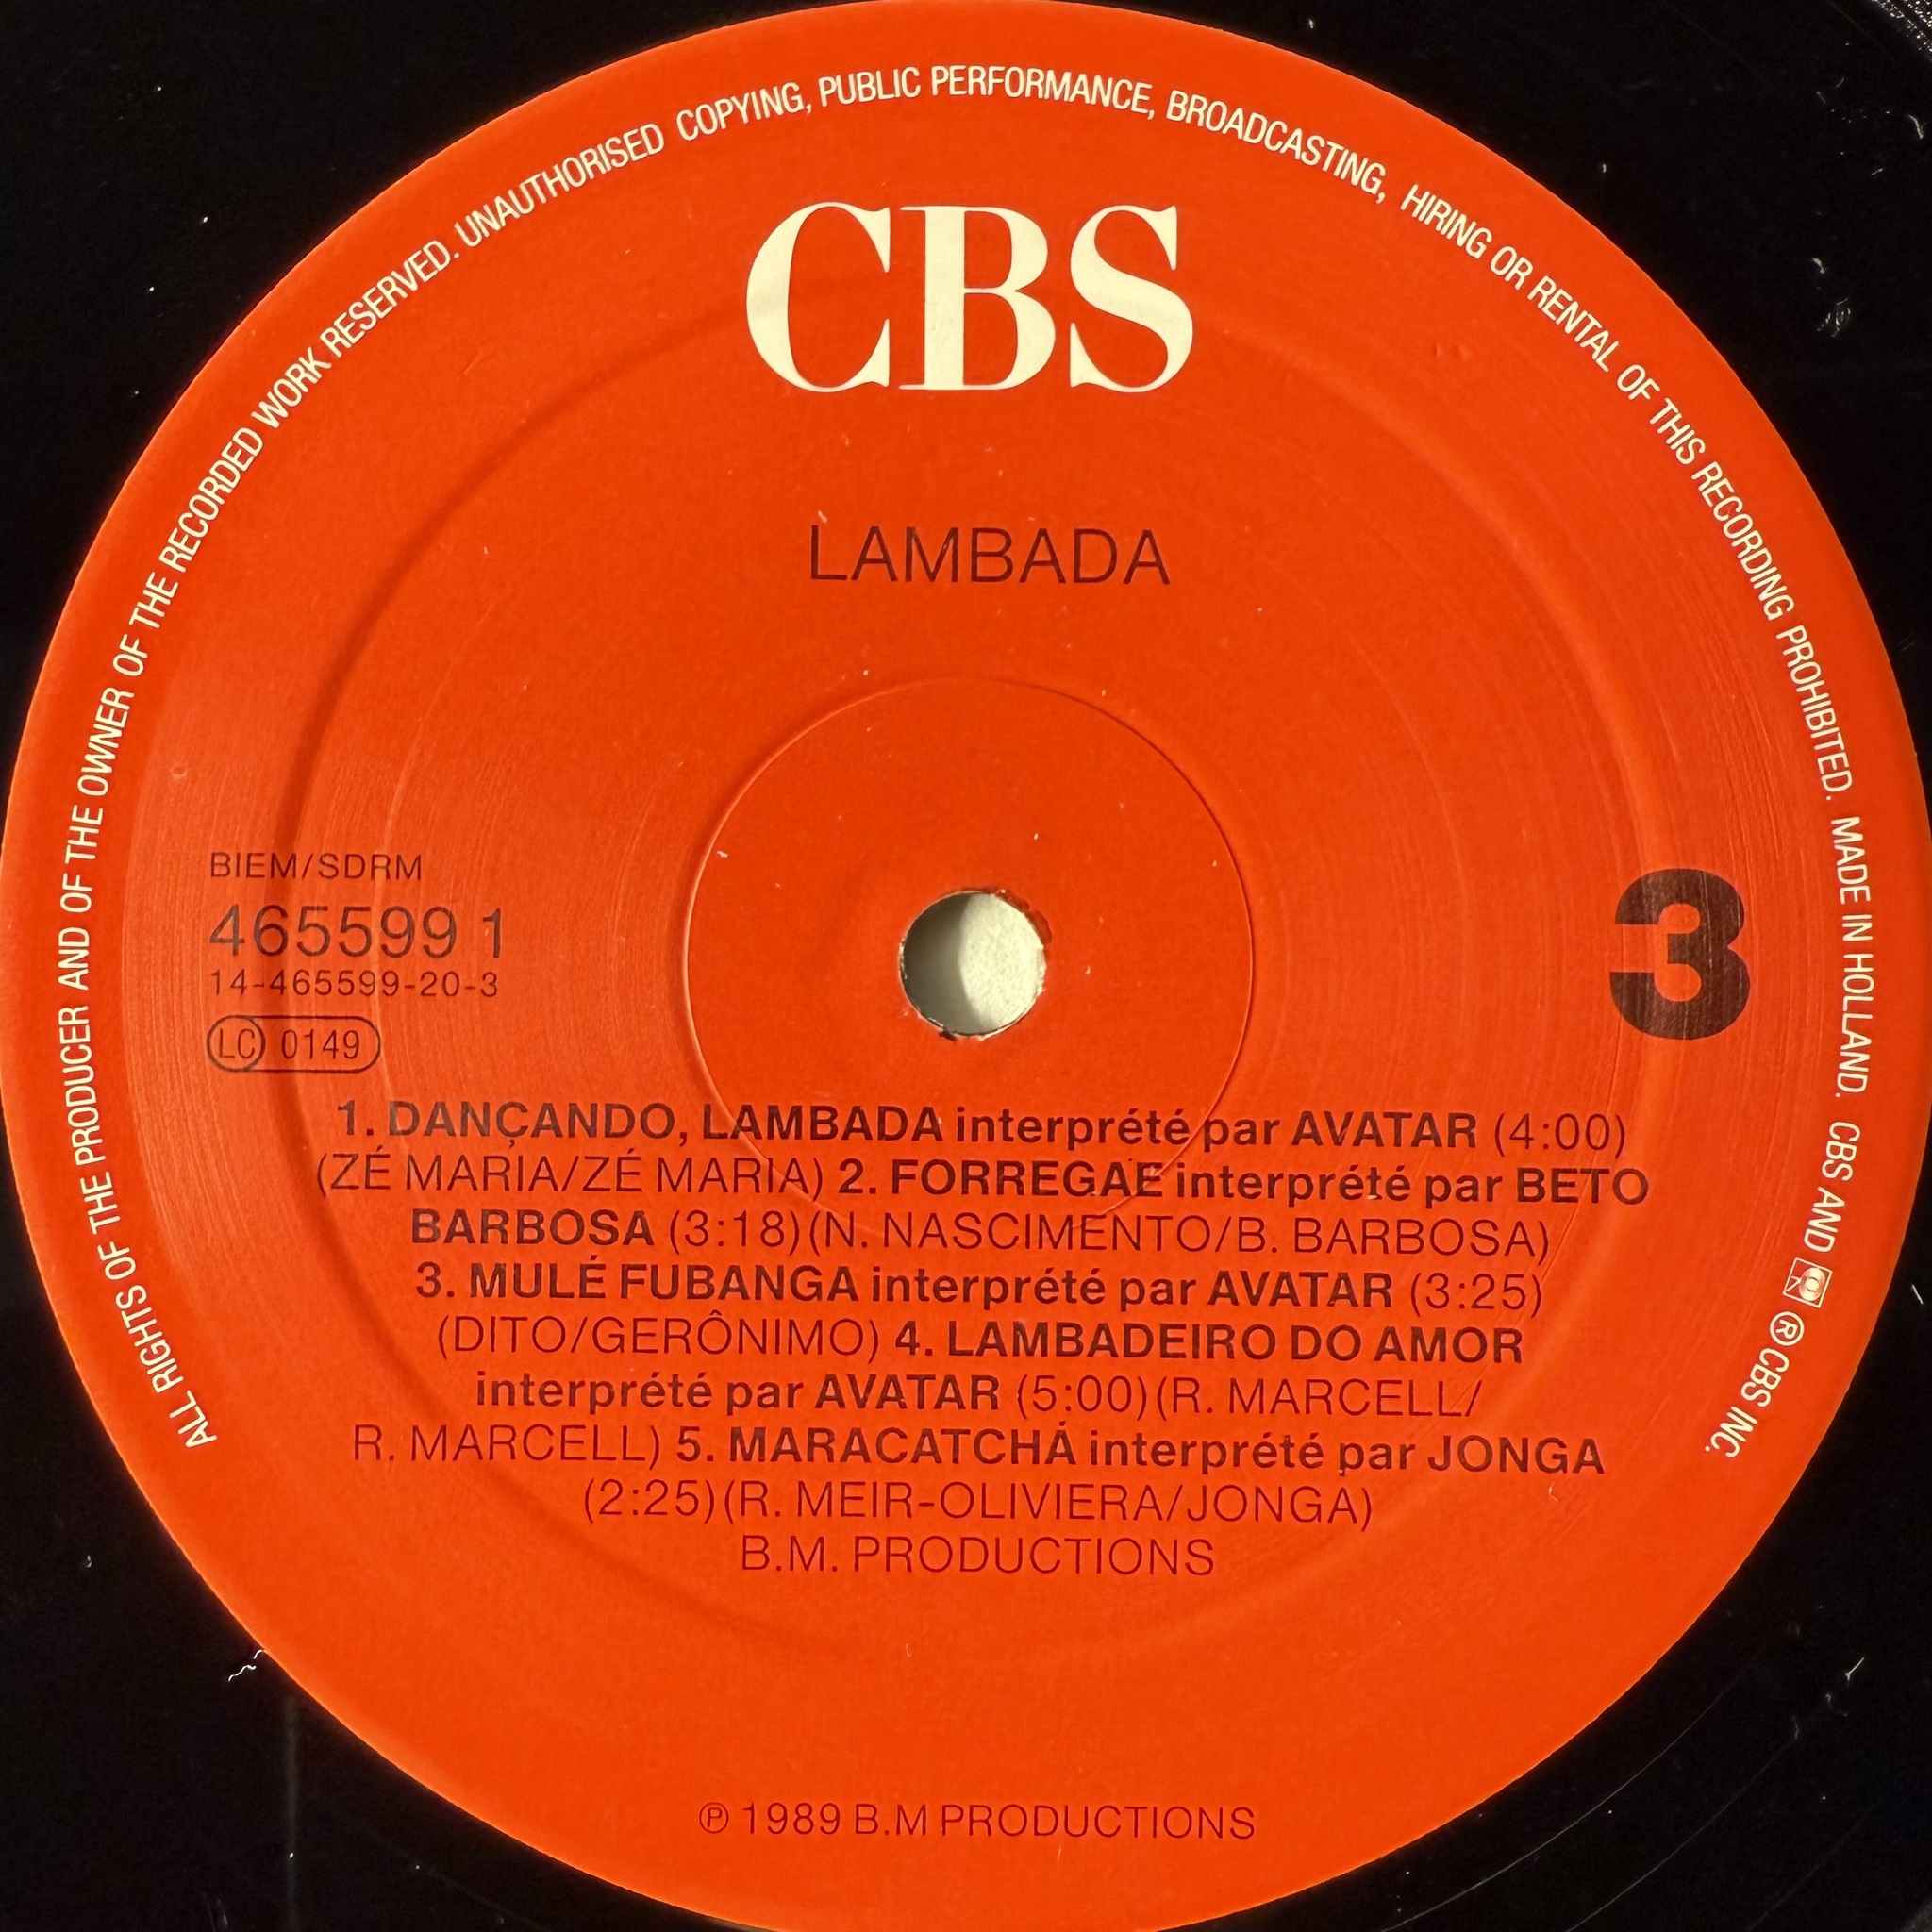 ALL RIGHTS OF THE PRODUCER AND OF THE OWNER OF THE RECORDED WORK RESERVED. UNAUTHORISED COPYING, PUBLIC PERFORMANCE, BROADCASTING, HIRING OR RENTAL OF THIS RECORDING PROHIBITED. MADE IN HOLLAND. CBS AND ® CBS INC.
CBS
LAMBADA
BIEM/SDRM
465599 1
14-465599-20-3
LC 0149
3
1. DANÇANDO, LAMBADA interprété par AVATAR (4:00)
(ZÉ MARIA/ZÉ MARIA) 2. FORREGAE interprété par BETO
BARBOSA (3:18) (N. NASCIMENTO/B. BARBOSA)
3. MULÉ FUBANGA interprété par AVATAR (3:25)
(DITO/GERÔNIMO) 4. LAMBADEIRO DO AMOR
interprété par AVATAR (5:00) (R. MARCELL/
R. MARCELL) 5. MARACATCHÁ interprété par JONGA
(2:25) (R. MEIR-OLIVIERA/JONGA)
B.M. PRODUCTIONS
℗ 1989 B.M PRODUCTIONS